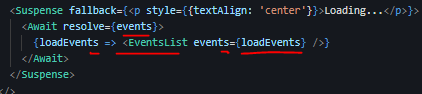 <Suspense fallback={<p style={{textAlign: 'center'}}>Loading...</p>}>
<Await resolve={events}>
{loadEvents => <EventsList events={loadEvents} />}
</Await>
</Suspense>
</>